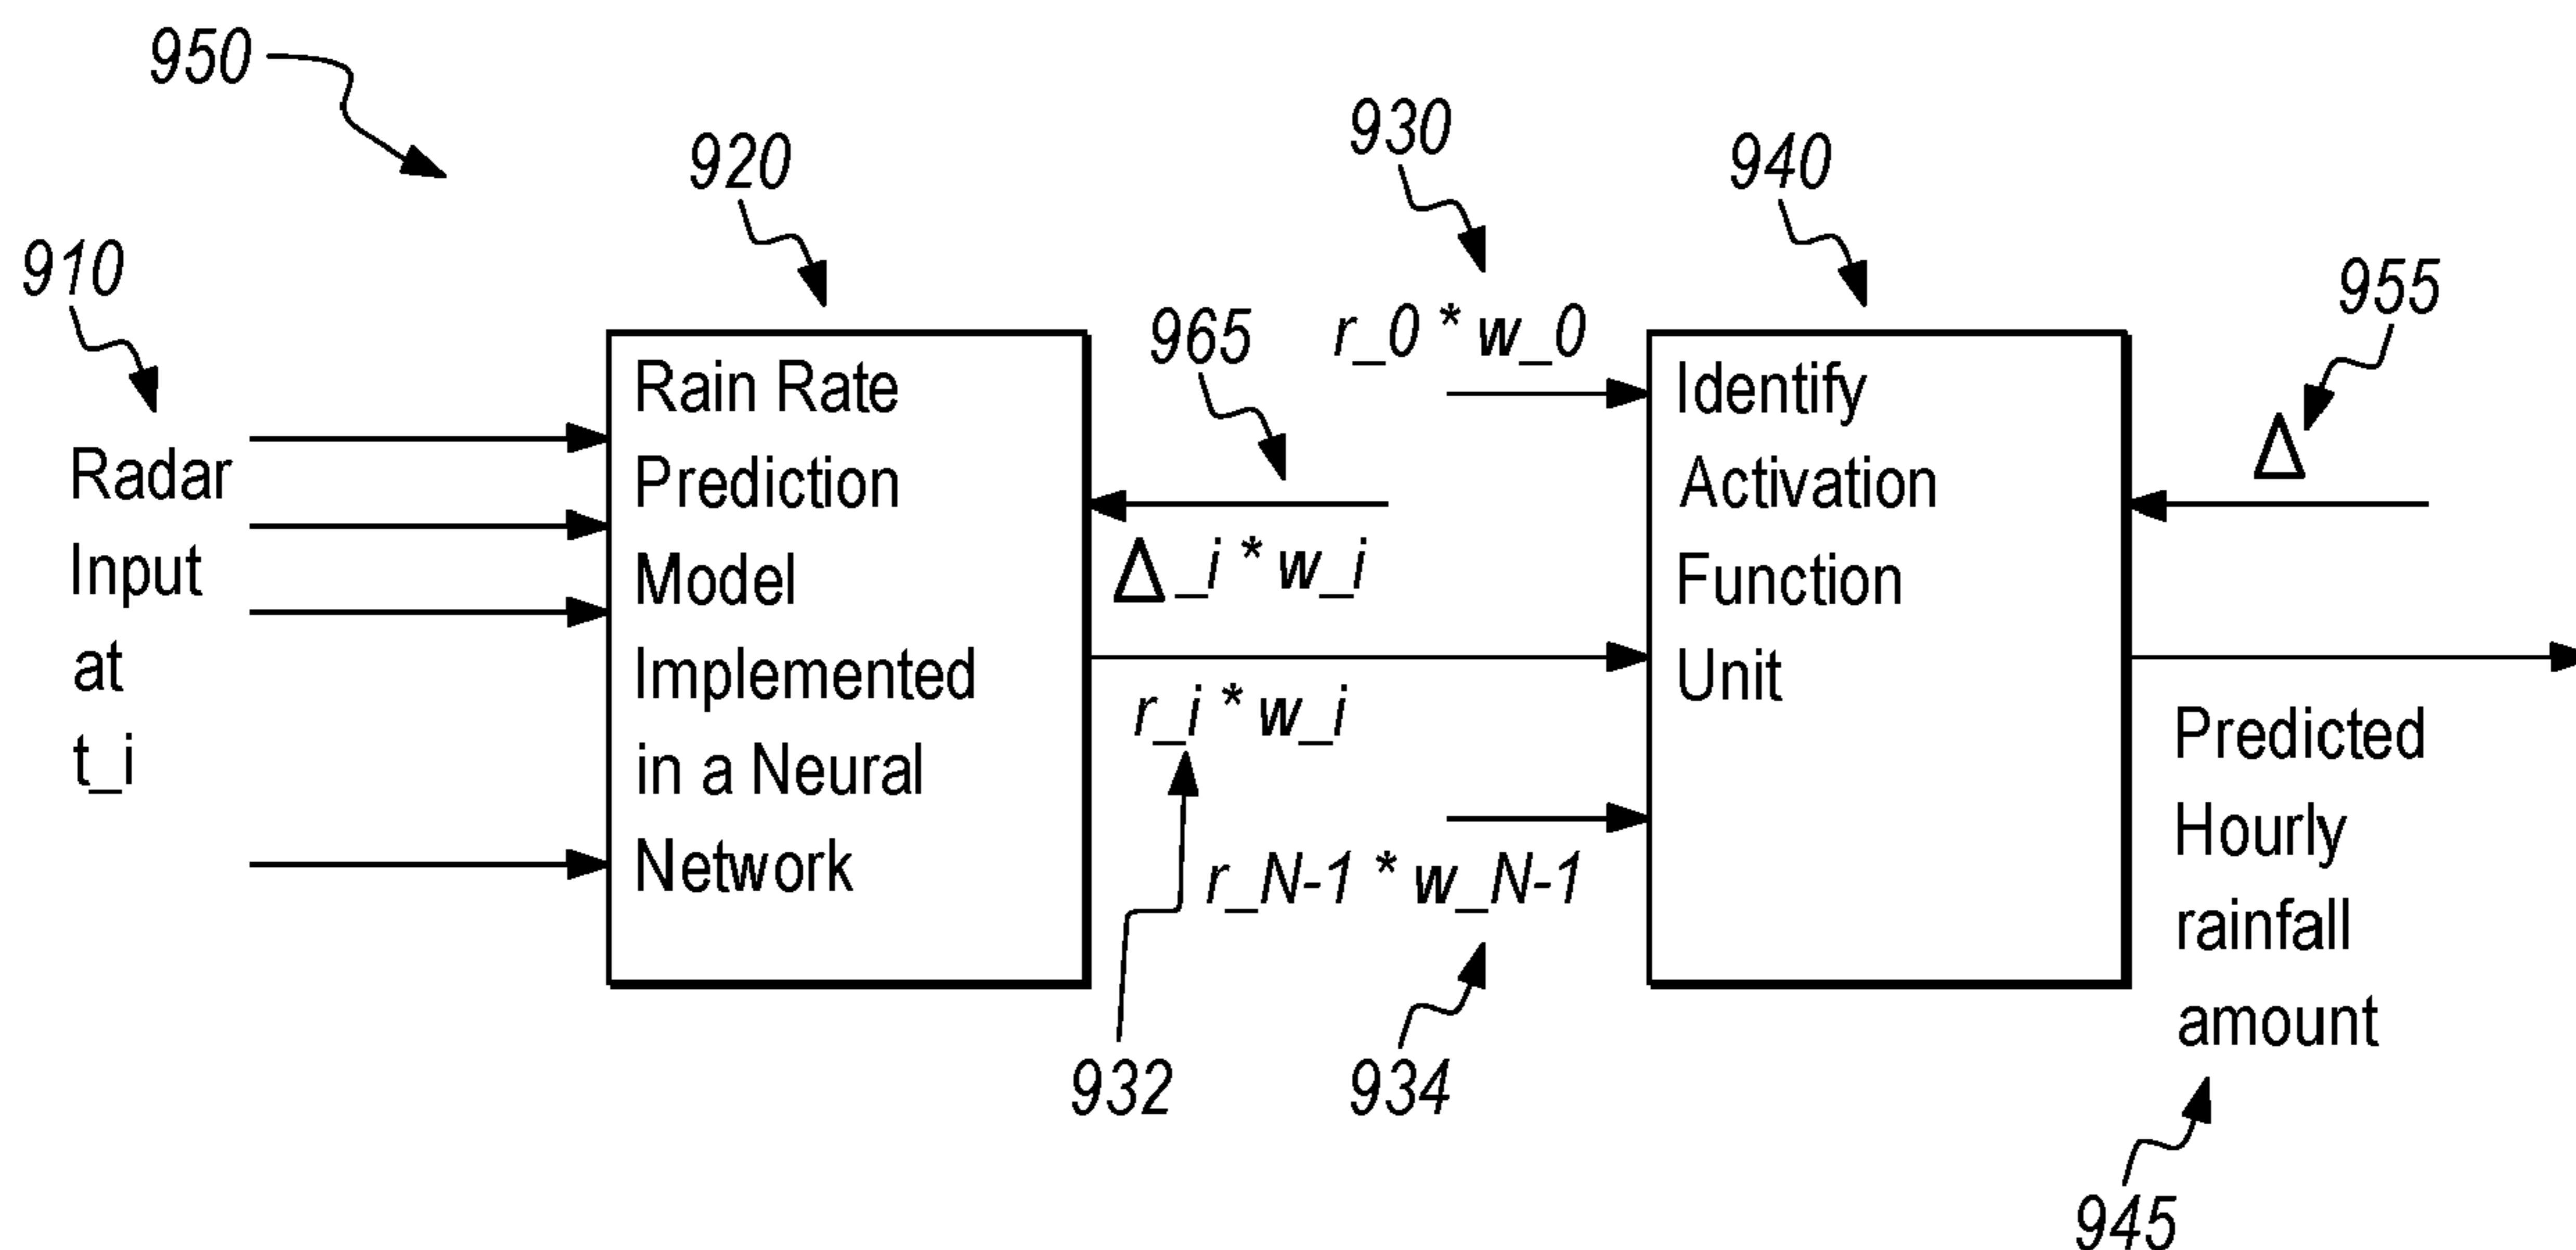 950
920
930
940
910
965
955
Radar
Input
at
t_i
Rain Rate
Prediction
Model
Implemented
in a Neural
Network
Δ_i * w_i
r_i * w_i
r_0 * w_0
r_N-1 * w_N-1
Identify
Activation
Function
Unit
Δ
Predicted
Hourly
rainfall
amount
932
934
945